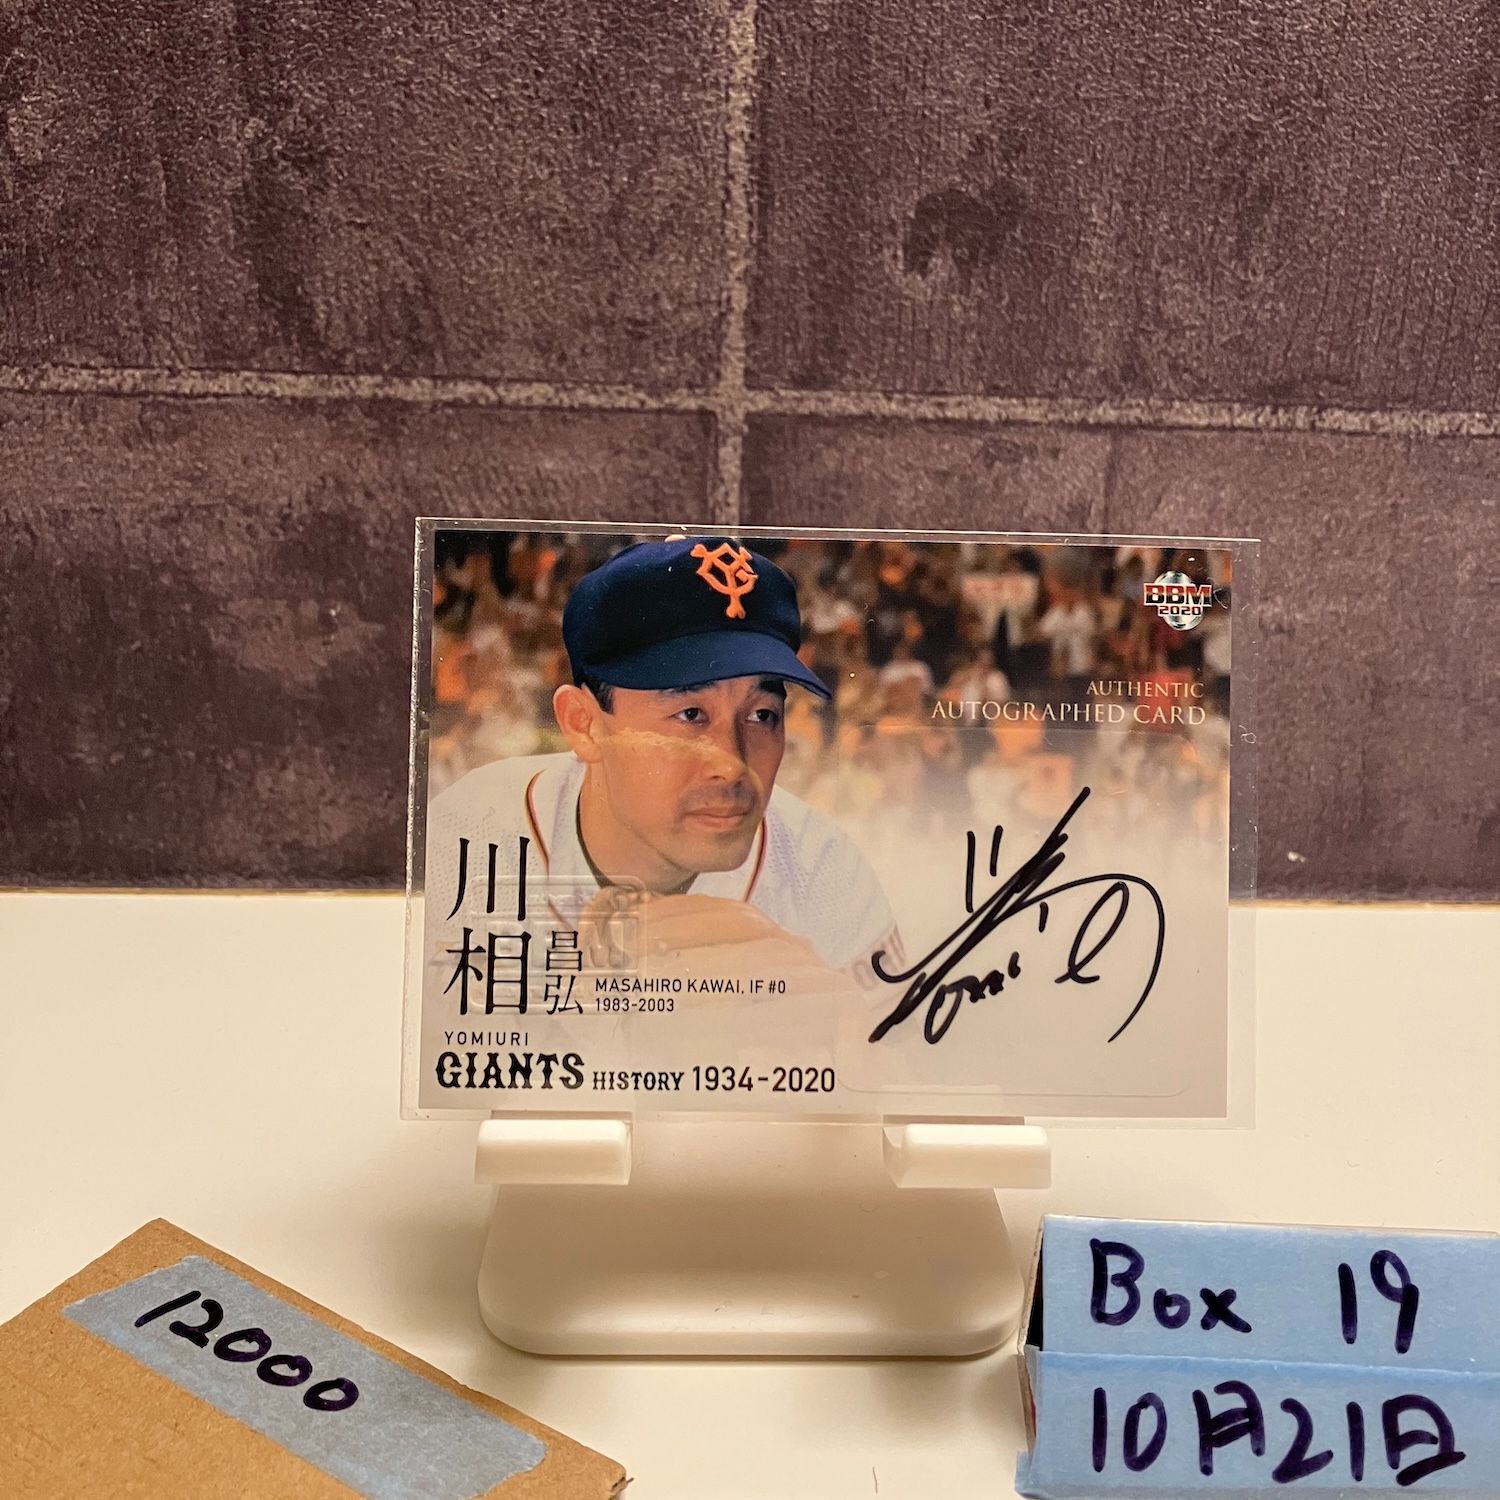 BBM
2020
AUTHENTIC
AUTOGRAPHED CARD
川相
昌弘
MASAHIRO KAWAI, IF #0
1983-2003
YOMIURI
GIANTS HISTORY 1934-2020
12000
Box 19
10月21日